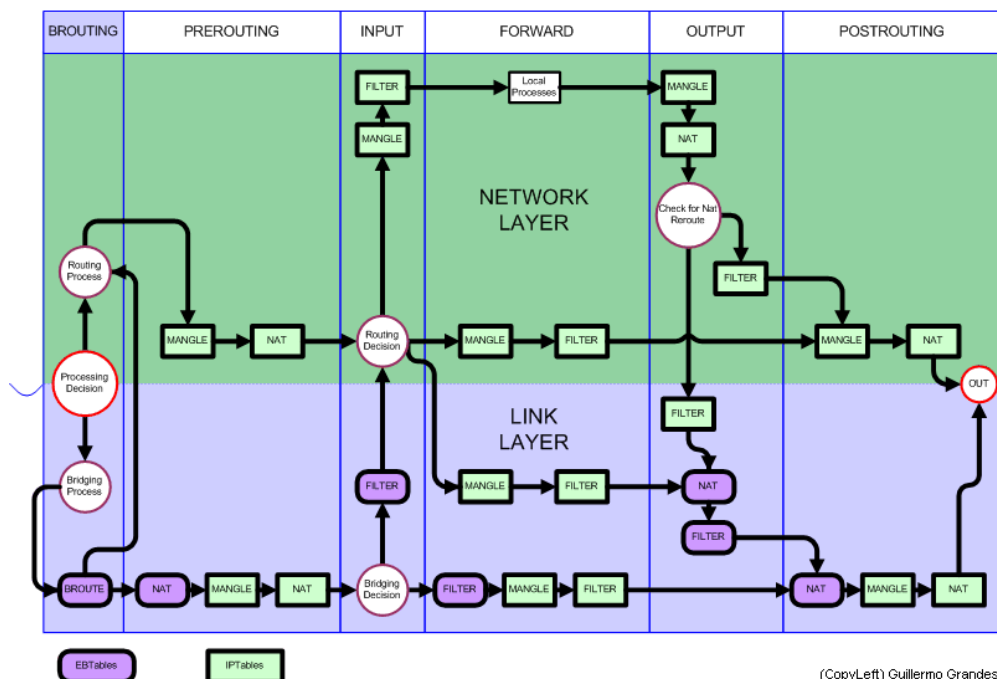 BROUTING
PREROUTING
INPUT
FORWARD
OUTPUT
POSTROUTING
FILTER
Local
Processes
MANGLE
MANGLE
NAT
NETWORK
LAYER
Check for Nat
Reroute
Routing
Process
FILTER
MANGLE
NAT
Routing
Decision
MANGLE
FILTER
MANGLE
NAT
Processing
Decision
OUT
LINK
LAYER
FILTER
Bridging
Process
FILTER
MANGLE
FILTER
NAT
FILTER
BROUTE
NAT
MANGLE
NAT
Bridging
Decision
FILTER
MANGLE
FILTER
NAT
MANGLE
NAT
EBTables
IPTables
(CopyLeft) Guillermo Grandes